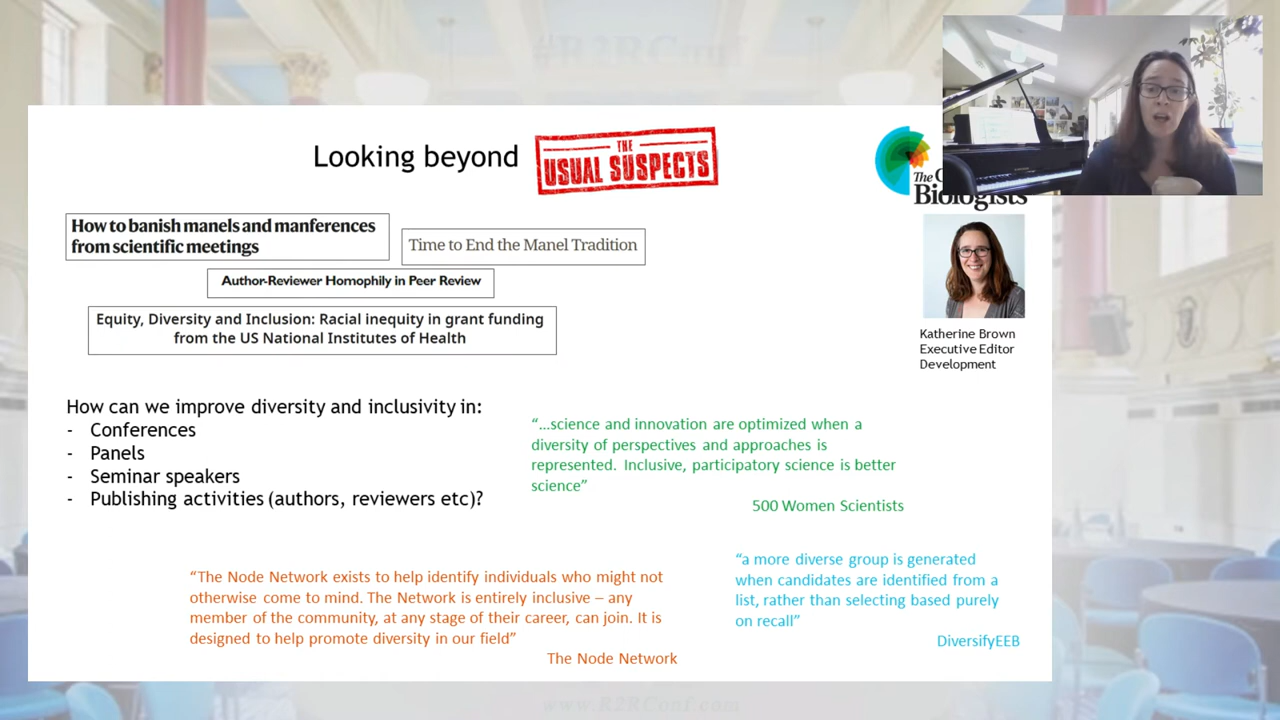 #R2RConf
Looking beyond THE USUAL SUSPECTS
The
Biologists
How to banish manels and manferences
from scientific meetings
Time to End the Manel Tradition
Author-Reviewer Homophily in Peer Review
Equity, Diversity and Inclusion: Racial inequity in grant funding
from the US National Institutes of Health
Katherine Brown
Executive Editor
Development
How can we improve diversity and inclusivity in:
- Conferences
- Panels
- Seminar speakers
- Publishing activities (authors, reviewers etc)?
“...science and innovation are optimized when a
diversity of perspectives and approaches is
represented. Inclusive, participatory science is better
science”
500 Women Scientists
“The Node Network exists to help identify individuals who might not
otherwise come to mind. The Network is entirely inclusive – any
member of the community, at any stage of their career, can join. It is
designed to help promote diversity in our field”
The Node Network
“a more diverse group is generated
when candidates are identified from a
list, rather than selecting based purely
on recall”
DiversifyEEB
www.R2RConf.com